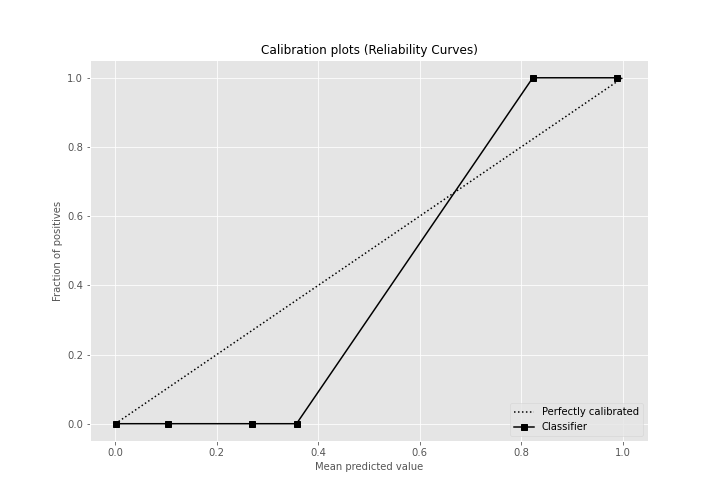 Calibration plots (Reliability Curves)
1.0
0.8
0.6
0.4
0.2
0.0
Fraction of positives
0.0 0.2 0.4 0.6 0.8 1.0
Mean predicted value
Perfectly calibrated
Classifier